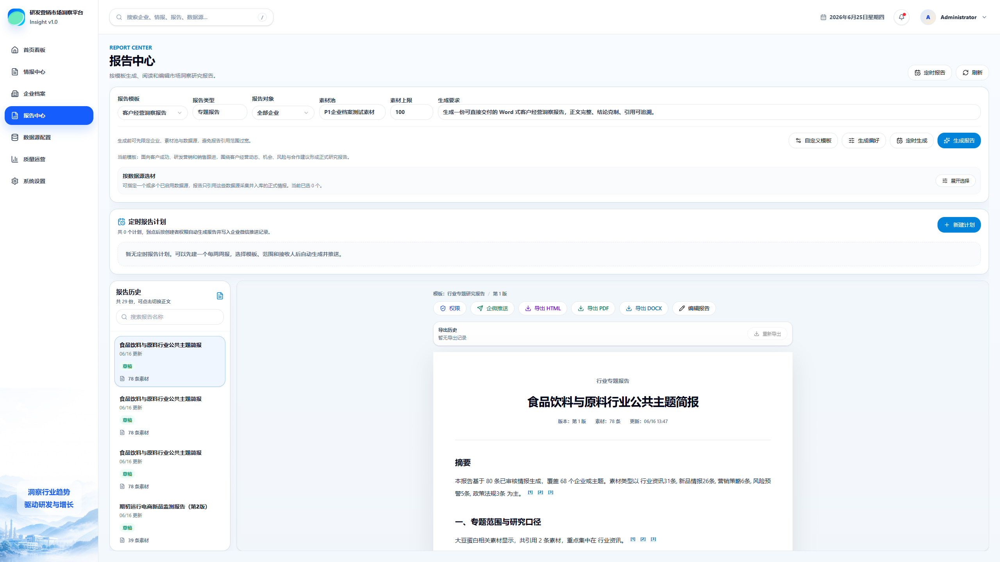 研发营销市场洞察平台
Insight v1.0
搜索企业、情报、报告、数据源...
/
2026年6月25日星期四
A
Administrator
首页看板
情报中心
企业档案
报告中心
数据源配置
质量运营
系统设置
洞察行业趋势
驱动研发与增长
REPORT CENTER
报告中心
按模板生成、阅读和编辑市场洞察研究报告。
定时报告
刷新
报告模板
客户经营洞察报告
报告类型
专题报告
报告对象
全部企业
素材池
P1企业档案测试素材
素材上限
100
生成要求
生成一份可直接交付的 Word 式客户经营洞察报告，正文完整、结论克制、引用可追溯。
生成前可先限定企业、素材池与数据源，避免报告引用范围过宽。
自定义模板
生成偏好
定时生成
生成报告
当前模板：面向客户成功、研发营销和销售跟进，围绕客户经营动态、机会、风险与合作建议形成正式研究报告。
按数据源选材
可指定一个或多个已启用数据源，报告只引用这些数据源采集并入库的正式情报。当前已选 0 个。
展开选择
定时报告计划
共 0 个计划，到点后按创建者权限自动生成报告并写入企业微信推送记录。
新建计划
暂无定时报告计划。可以先建一个每周周报，选择模板、范围和接收人后自动生成并推送。
报告历史
共 29 份，可点击切换正文
搜索报告名称
食品饮料与原料行业公共主题简报
06/16 更新
草稿
78 条素材
食品饮料与原料行业公共主题简报
06/16 更新
草稿
78 条素材
食品饮料与原料行业公共主题简报
06/16 更新
草稿
78 条素材
期初运行电商新品监测报告（第2版）
06/16 更新
草稿
39 条素材
模板：行业专题研究报告 / 第 1 版
权限
企微推送
导出 HTML
导出 PDF
导出 DOCX
编辑报告
导出历史
暂无导出记录
重新导出
行业专题报告
食品饮料与原料行业公共主题简报
版本：第 1 版 素材：78 条 更新：06/16 13:47
摘要
本报告基于 80 条已审核情报生成，覆盖 68 个企业或主题。素材类型以 行业资讯31条, 新品情报26条, 营销策略6条, 风险预
警5条, 政策法规3条 为主。 [1] [2] [3]
一、专题范围与研究口径
大豆蛋白相关素材显示，共引用 2 条素材，重点集中在 行业资讯。 [1] [2] [3]